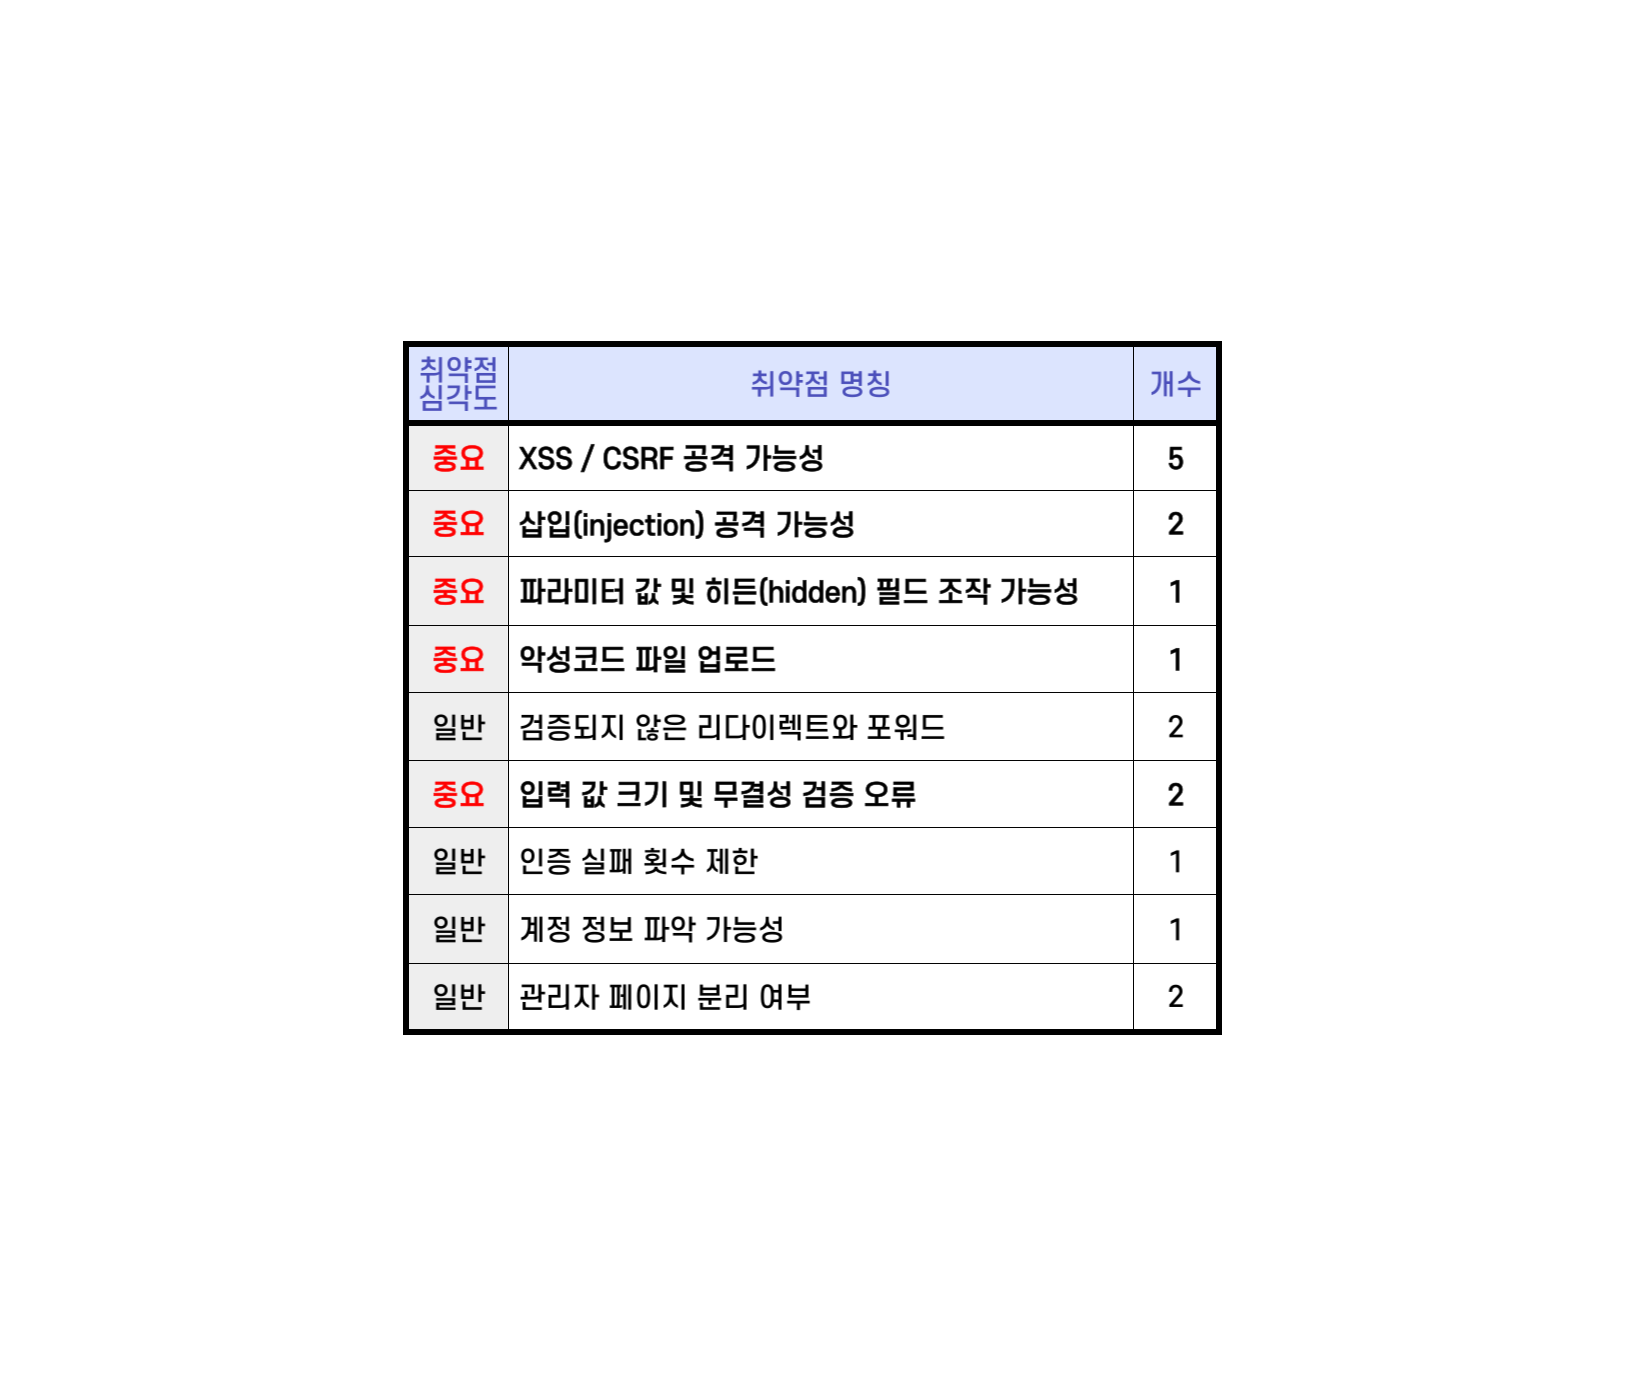 취약점
심각도
취약점 명칭
개수
중요
XSS / CSRF 공격 가능성
5
중요
삽입(injection) 공격 가능성
2
중요
파라미터 값 및 히든(hidden) 필드 조작 가능성
1
중요
악성코드 파일 업로드
1
일반
검증되지 않은 리다이렉트와 포워드
2
중요
입력 값 크기 및 무결성 검증 오류
2
일반
인증 실패 횟수 제한
1
일반
계정 정보 파악 가능성
1
일반
관리자 페이지 분리 여부
2